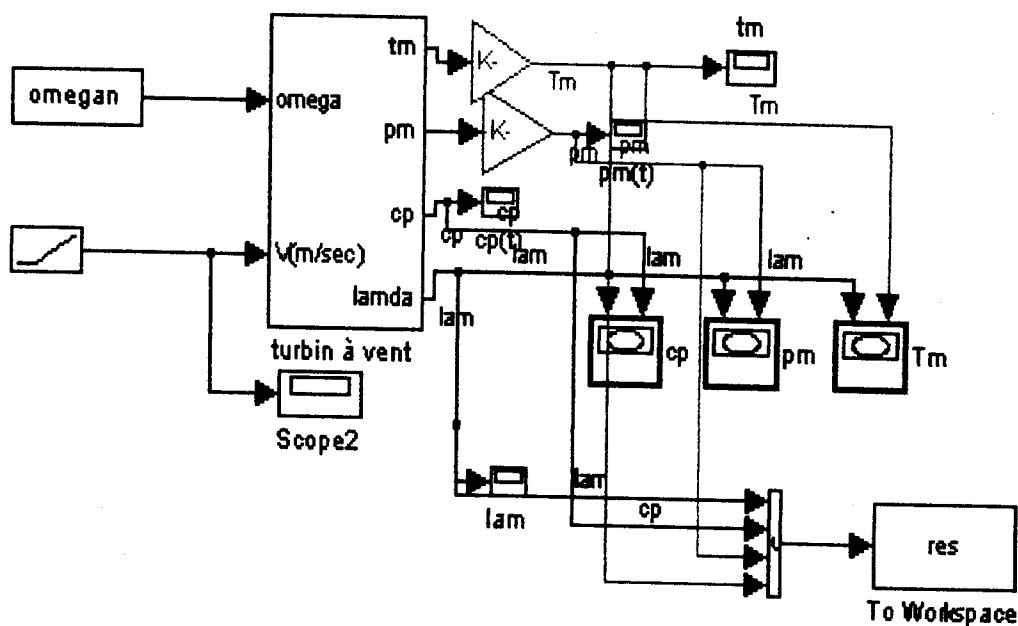 tm
tm
K-
Tm
Tm
omegan
omega
pm
K-
pm
pm
pm(t)
cp
cp
cp
cp(t)
lam
lam
lam
V(m/sec)
lamda
lam
turbin à vent
cp
pm
Tm
Scope2
lam
lam
cp
res
To Workspace